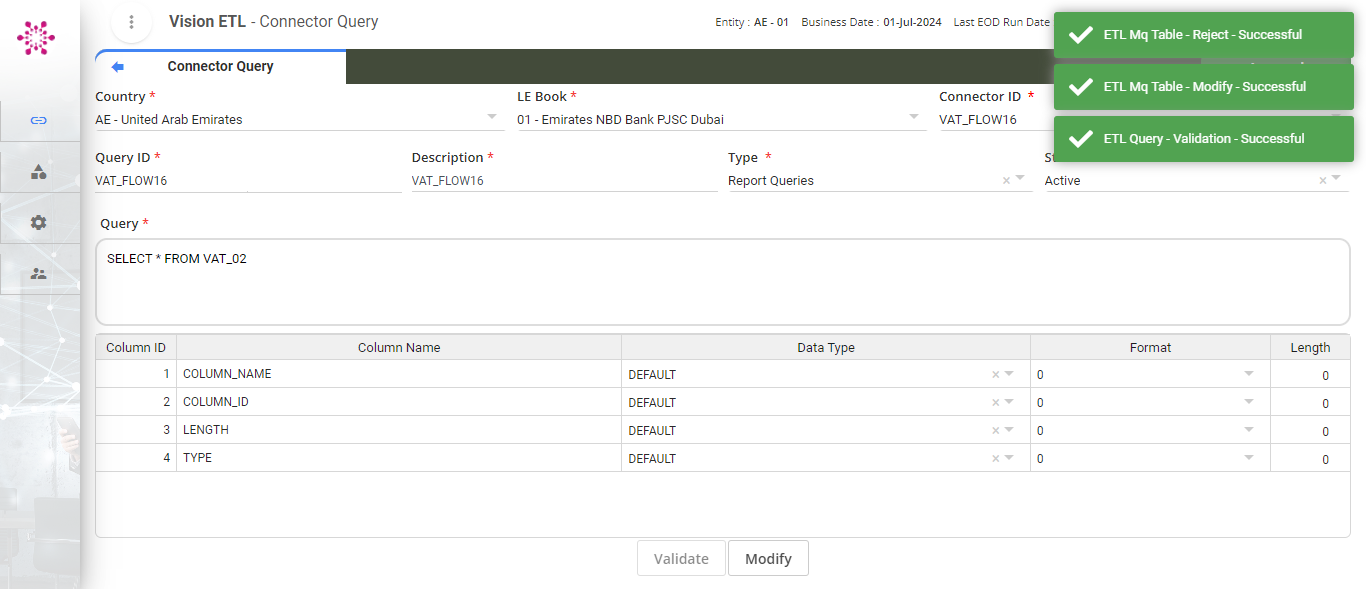 Vision ETL - Connector Query
Entity : AE - 01 Business Date : 01-Jul-2024 Last EOD Run Date
ETL Mq Table - Reject - Successful
ETL Mq Table - Modify - Successful
ETL Query - Validation - Successful
Connector Query
Country *
LE Book *
Connector ID *
AE - United Arab Emirates
01 - Emirates NBD Bank PJSC Dubai
VAT_FLOW16
Query ID *
Description *
Type *
VAT_FLOW16
VAT_FLOW16
Report Queries
Active
Query *
SELECT * FROM VAT_02
Column ID Column Name Data Type Format Length
1 COLUMN_NAME DEFAULT 0 0
2 COLUMN_ID DEFAULT 0 0
3 LENGTH DEFAULT 0 0
4 TYPE DEFAULT 0 0
Validate
Modify